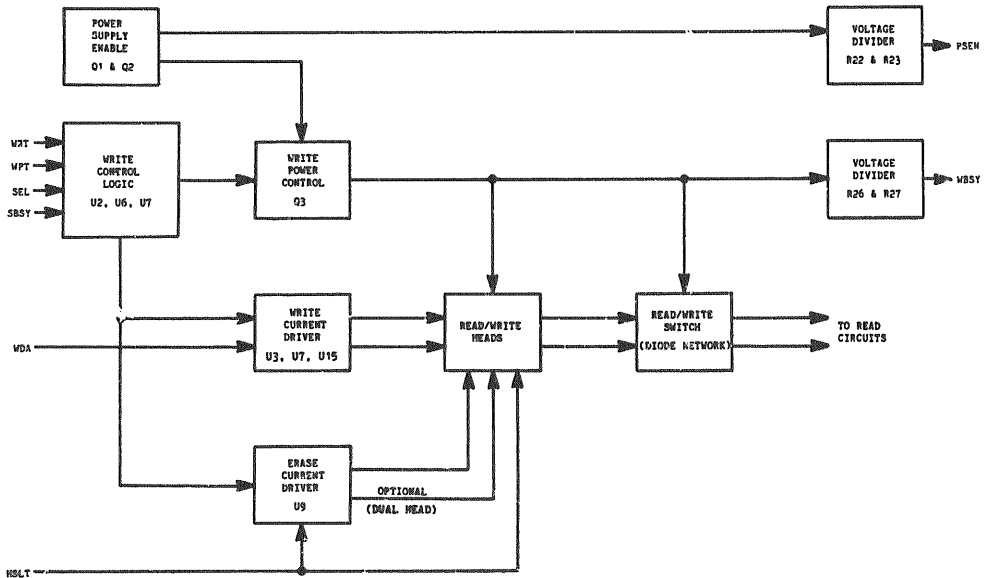 POWER
SUPPLY
ENABLE
Q1 & Q2
VOLTAGE
DIVIDER
R22 & R23
PSEN
WRT
WPT
SEL
SBSY
WRITE
CONTROL
LOGIC
U2, U6, U7
WRITE
POWER
CONTROL
Q3
VOLTAGE
DIVIDER
R26 & R27
WBSY
WDA
WRITE
CURRENT
DRIVER
U3, U7, U15
READ/WRITE
HEADS
READ/WRITE
SWITCH
(DIODE NETWORK)
TO READ
CIRCUITS
ERASE
CURRENT
DRIVER
U9
OPTIONAL
(DUAL HEAD)
HSLT